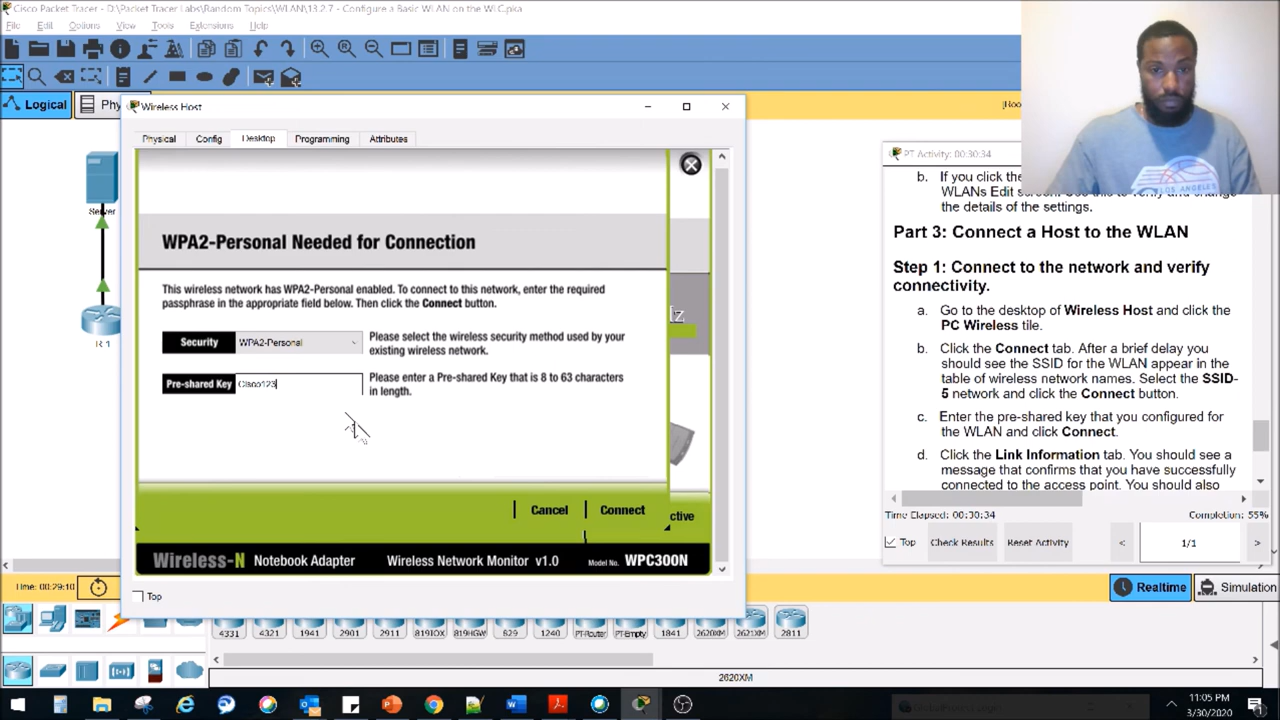 Cisco Packet Tracer - D:\Packet Tracer Labs\Random Topics\WLAN\13.2.7 - Configure a Basic WLAN on the WLC.pka
File Edit Options View Tools Extensions Help
Logical
[Roo
Wireless Host
Physical Config Desktop Programming Attributes
Server
R 1
WPA2-Personal Needed for Connection
This wireless network has WPA2-Personal enabled. To connect to this network, enter the required
passphrase in the appropriate field below. Then click the Connect button.
Security WPA2-Personal
Please select the wireless security method used by your
existing wireless network.
Pre-shared Key Cisco123
Please enter a Pre-shared Key that is 8 to 63 characters
in length.
Cancel Connect
Wireless-N Notebook Adapter Wireless Network Monitor v1.0 Model No. WPC300N
Top
PT Activity: 00:30:34
b. If you click the
WLANs Edit
the details of the settings.
Part 3: Connect a Host to the WLAN
Step 1: Connect to the network and verify
connectivity.
a. Go to the desktop of Wireless Host and click the
PC Wireless tile.
b. Click the Connect tab. After a brief delay you
should see the SSID for the WLAN appear in the
table of wireless network names. Select the SSID-
5 network and click the Connect button.
c. Enter the pre-shared key that you configured for
the WLAN and click Connect.
d. Click the Link Information tab. You should see a
message that confirms that you have successfully
connected to the access point. You should also
Time Elapsed: 00:30:34 Completion: 55%
Top Check Results Reset Activity < 1/1 >
Time: 00:29:10
Realtime Simulation
4331 4321 1941 2901 2911 819IOX 819HGW 829 1240 PT-Router PT-Empty 1841 2620XM 2621XM 2811
2620XM
LOS ANGELES
11:05 PM
3/30/2020